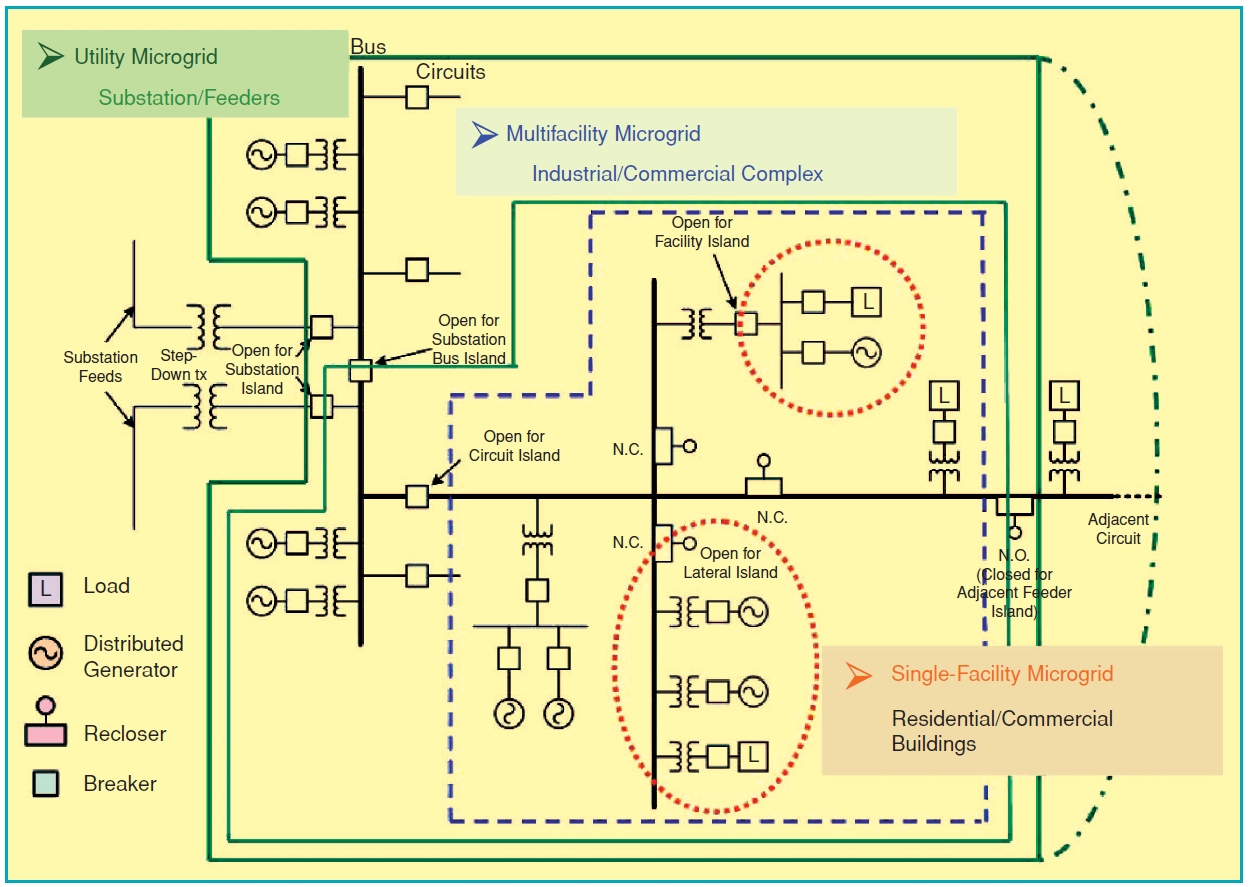 Bus
Utility Microgrid
Substation/Feeders
Circuits
Multifacility Microgrid
Industrial/Commercial Complex
Open for
Facility Island
L
Open for
Substation
Bus Island
Substation
Feeds
Step-
Down tx
Open for
Substation
Island
L
L
Open for
Circuit Island
N.C.
N.C.
Adjacent
Circuit
N.C.
Open for
Lateral Island
N.O.
(Closed for
Adjacent Feeder
Island)
L
Load
Distributed
Generator
Recloser
Breaker
L
Single-Facility Microgrid
Residential/Commercial
Buildings